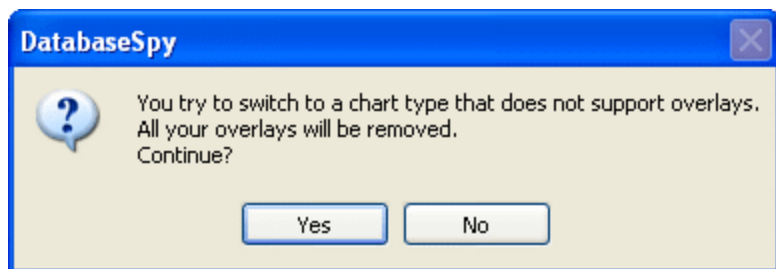 DatabaseSpy
You try to switch to a chart type that does not support overlays.
All your overlays will be removed.
Continue?
Yes No